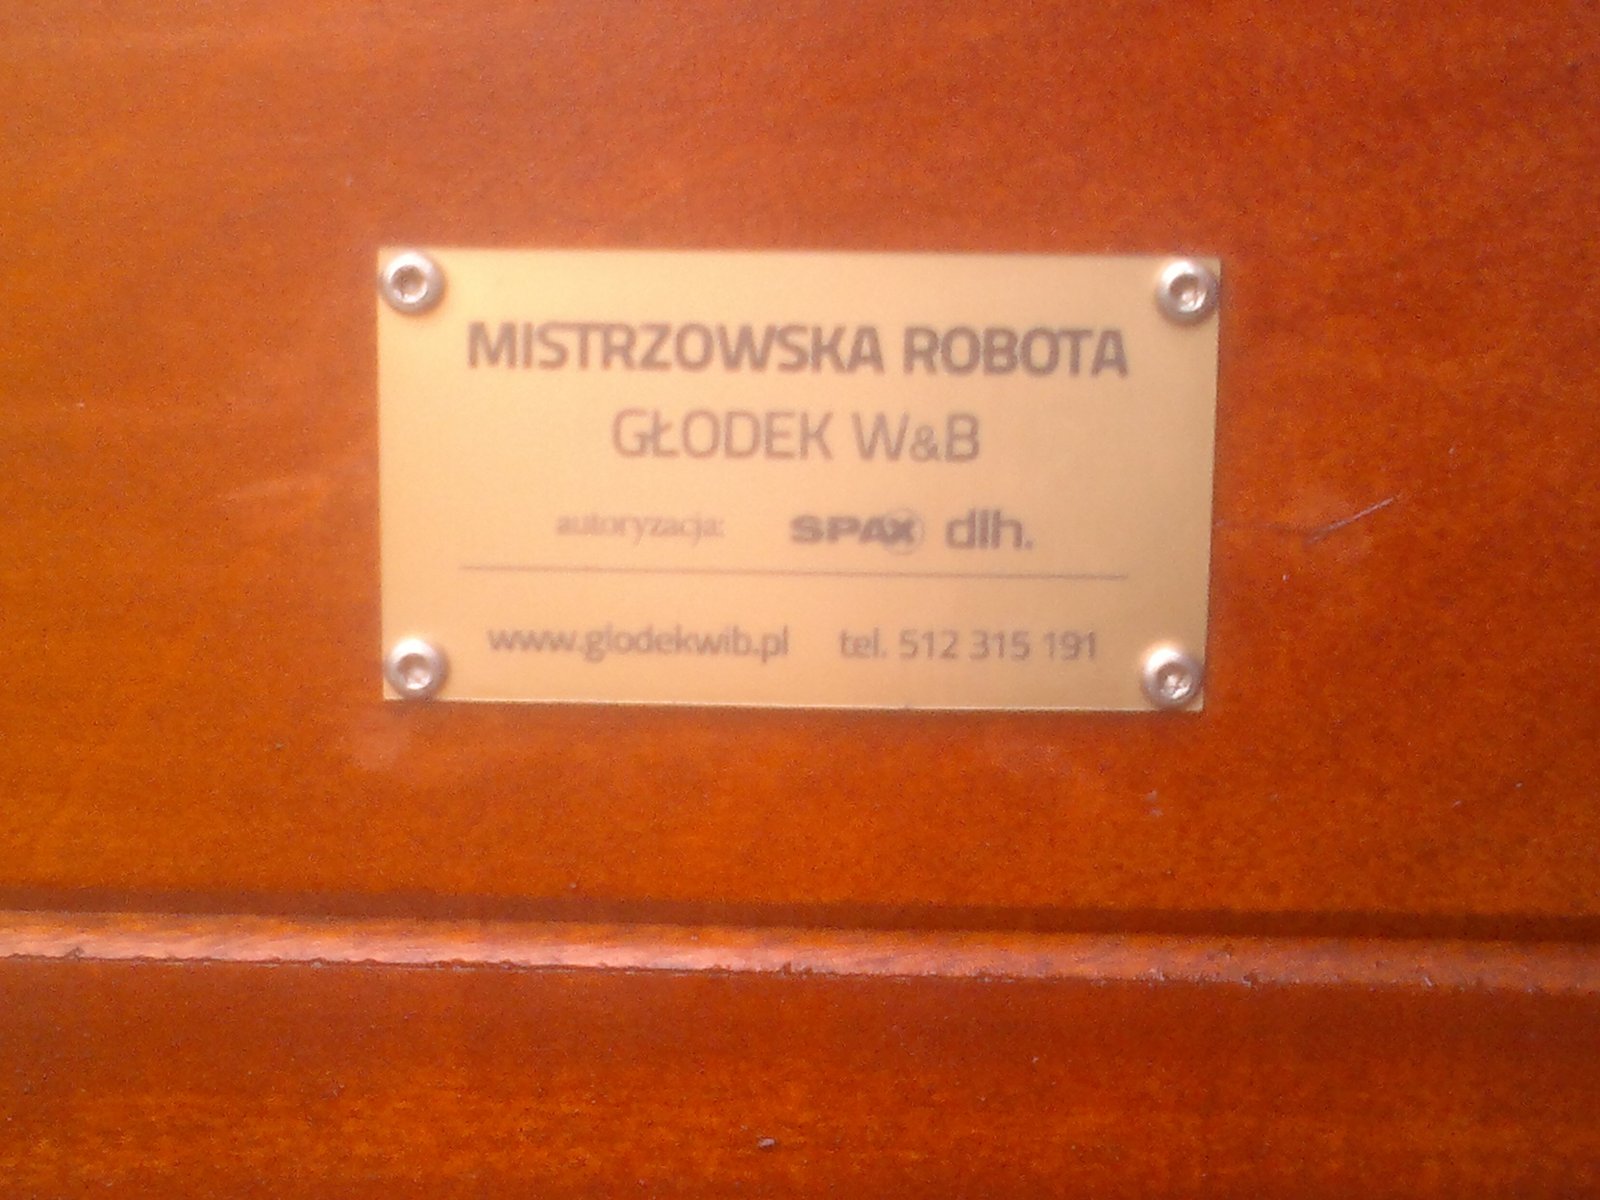 MISTRZOWSKA ROBOTA
GŁODEK W&B
autoryzacja: SPAX dlh.
www.glodekwib.pl tel. 512 315 191